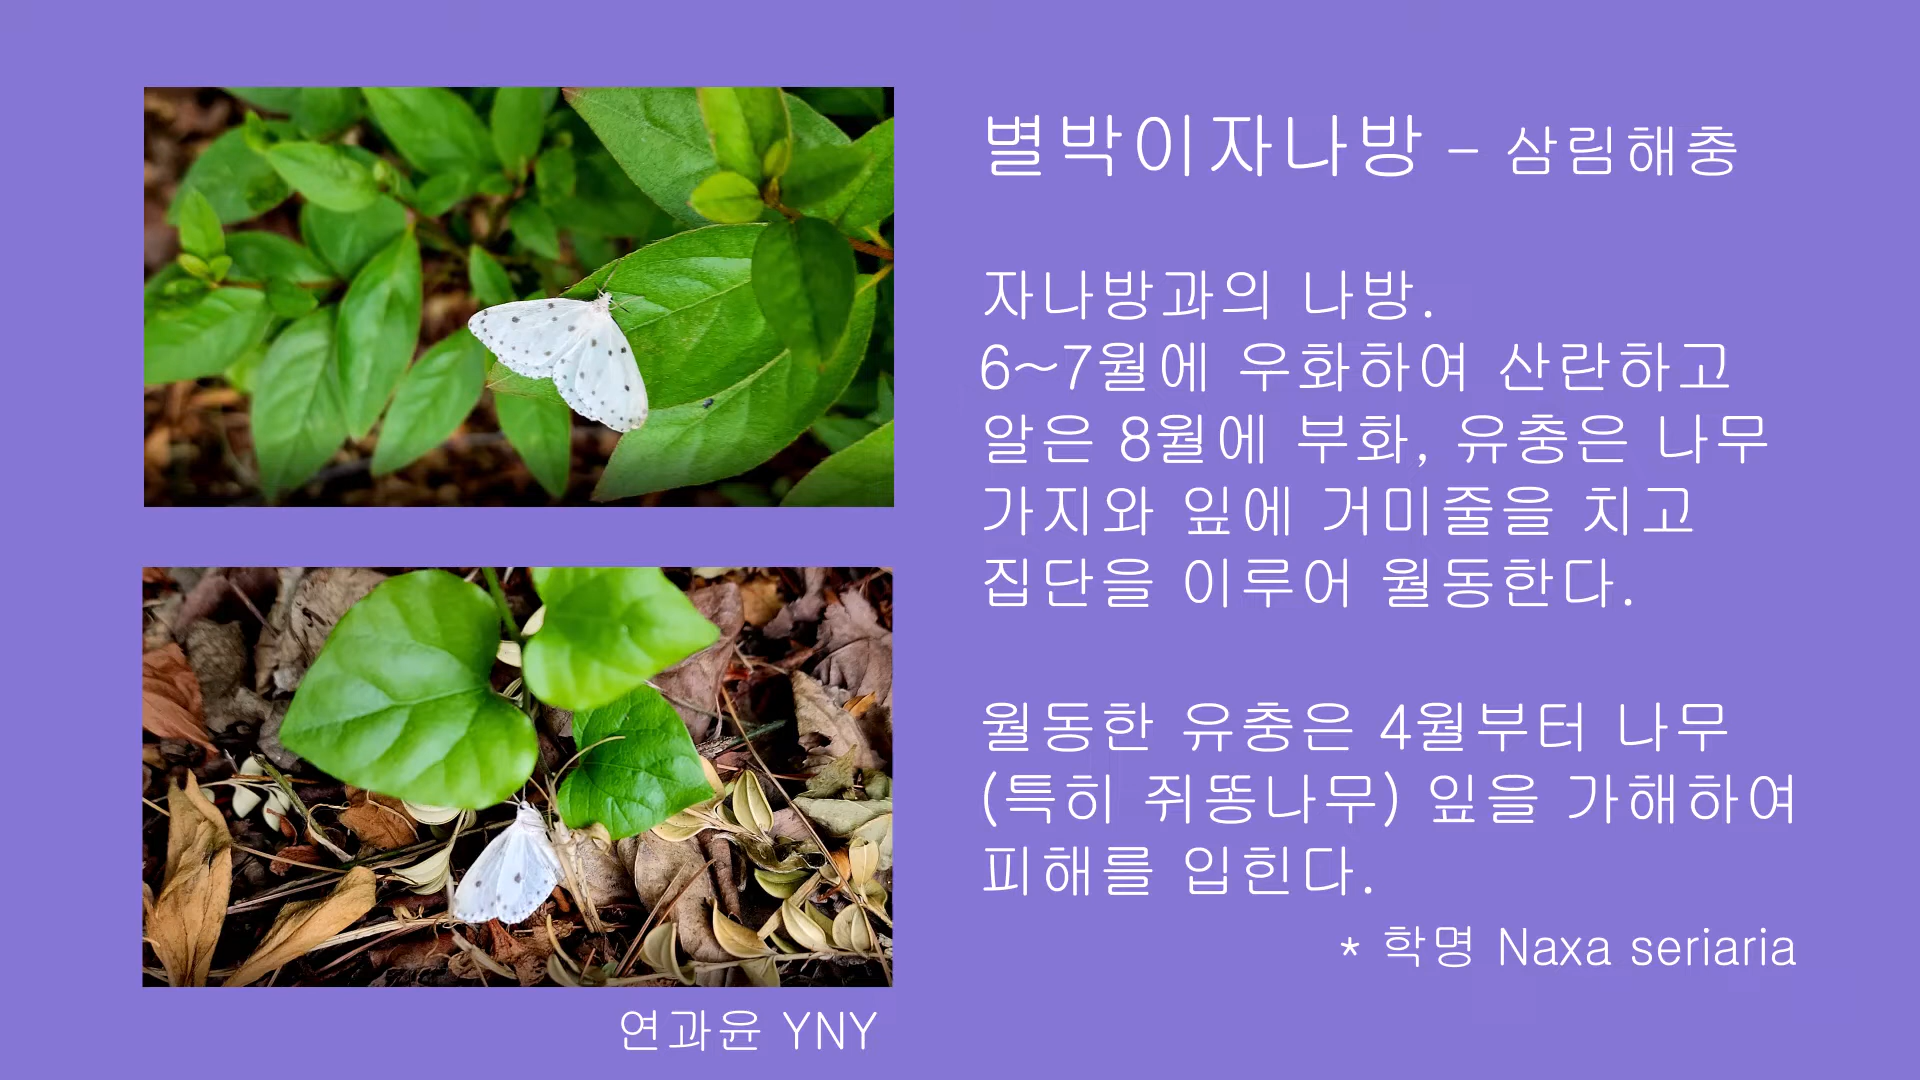 별박이자나방 - 삼림해충
자나방과의 나방.
6~7월에 우화하여 산란하고
알은 8월에 부화, 유충은 나무
가지와 잎에 거미줄을 치고
집단을 이루어 월동한다.
월동한 유충은 4월부터 나무
(특히 쥐똥나무) 잎을 가해하여
피해를 입힌다.
* 학명 Naxa seriaria
연과윤 YNY